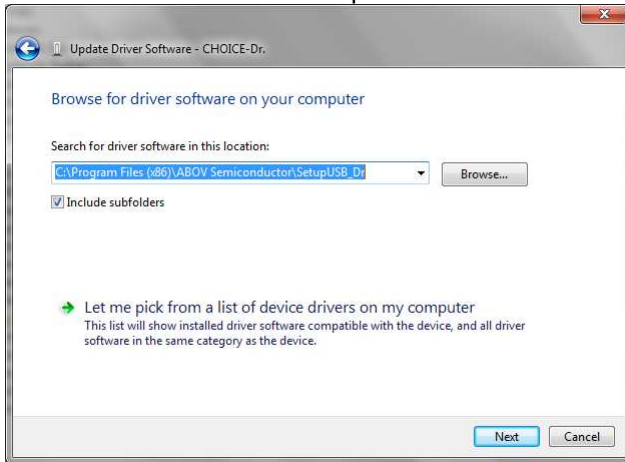 Update Driver Software - CHOICE-Dr.
Browse for driver software on your computer
Search for driver software in this location:
C:\Program Files (x86)\ABOV Semiconductor\SetupUSB_Dr
Browse...
Include subfolders
Let me pick from a list of device drivers on my computer
This list will show installed driver software compatible with the device, and all driver
software in the same category as the device.
Next Cancel